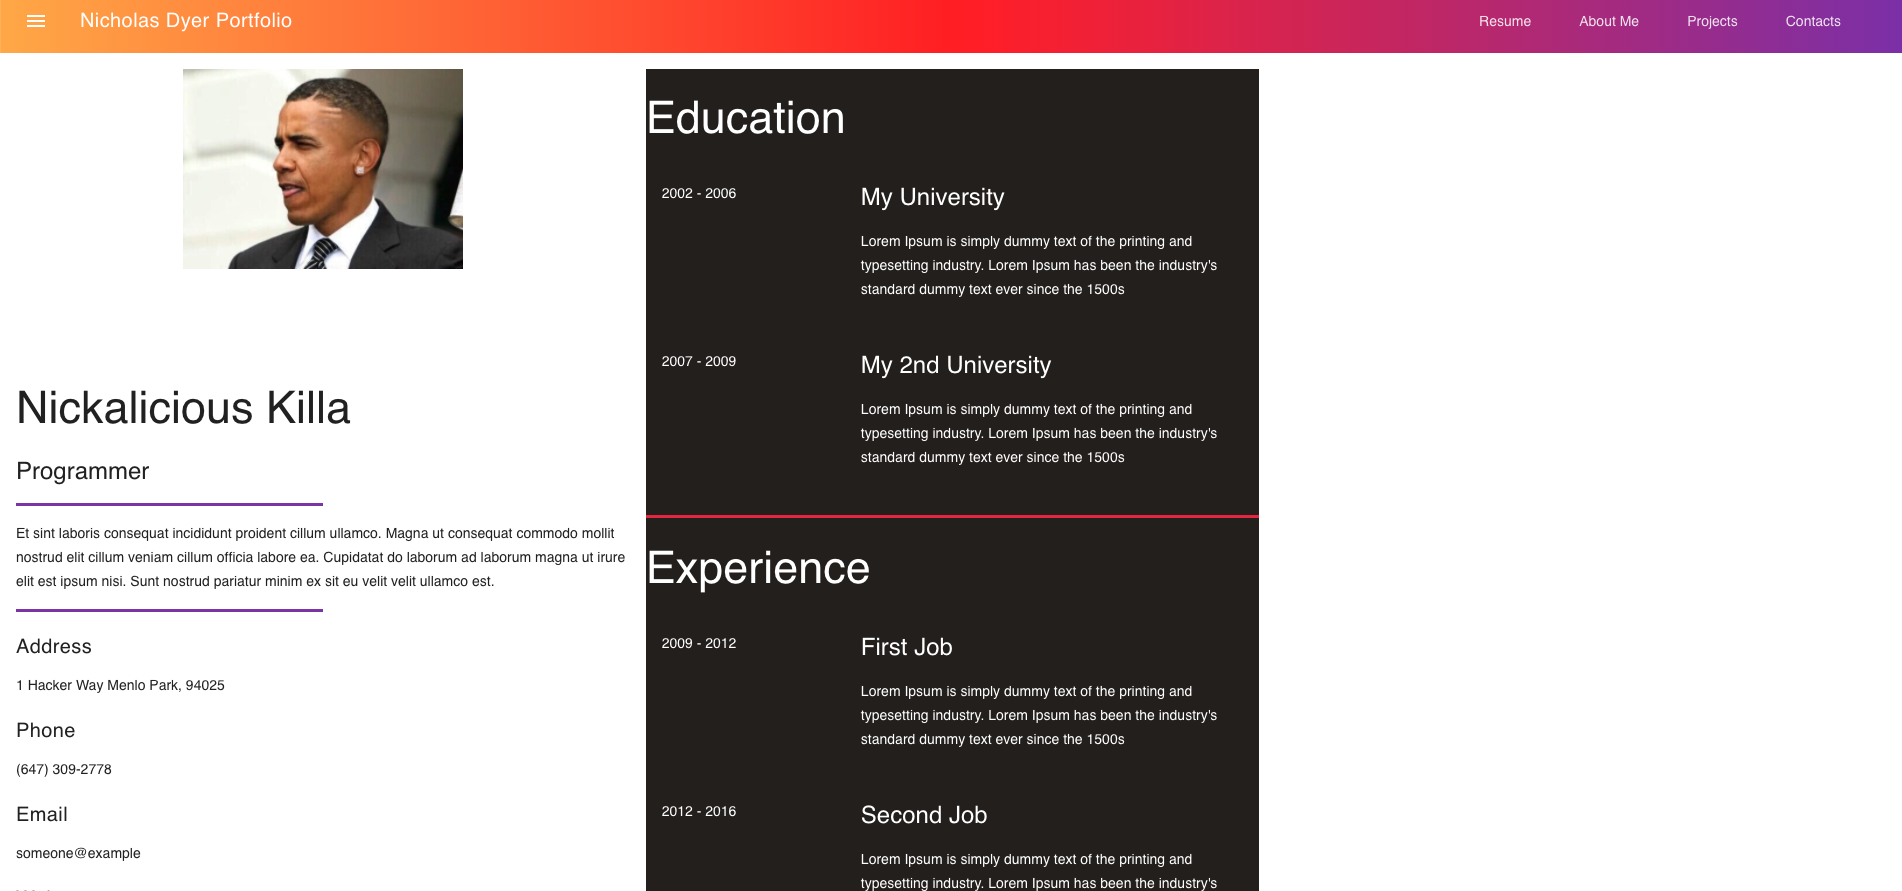 Nicholas Dyer Portfolio
Resume
About Me
Projects
Contacts
Nickalicious Killa
Programmer
Et sint laboris consequat incididunt proident cillum ullamco. Magna ut consequat commodo mollit
nostrud elit cillum veniam cillum officia labore ea. Cupidatat do laborum ad laborum magna ut irure
elit est ipsum nisi. Sunt nostrud pariatur minim ex sit eu velit velit ullamco est.
Address
1 Hacker Way Menlo Park, 94025
Phone
(647) 309-2778
Email
someone@example
Education
2002 - 2006
My University
Lorem Ipsum is simply dummy text of the printing and
typesetting industry. Lorem Ipsum has been the industry's
standard dummy text ever since the 1500s
2007 - 2009
My 2nd University
Lorem Ipsum is simply dummy text of the printing and
typesetting industry. Lorem Ipsum has been the industry's
standard dummy text ever since the 1500s
Experience
2009 - 2012
First Job
Lorem Ipsum is simply dummy text of the printing and
typesetting industry. Lorem Ipsum has been the industry's
standard dummy text ever since the 1500s
2012 - 2016
Second Job
Lorem Ipsum is simply dummy text of the printing and
typesetting industry. Lorem Ipsum has been the industry's